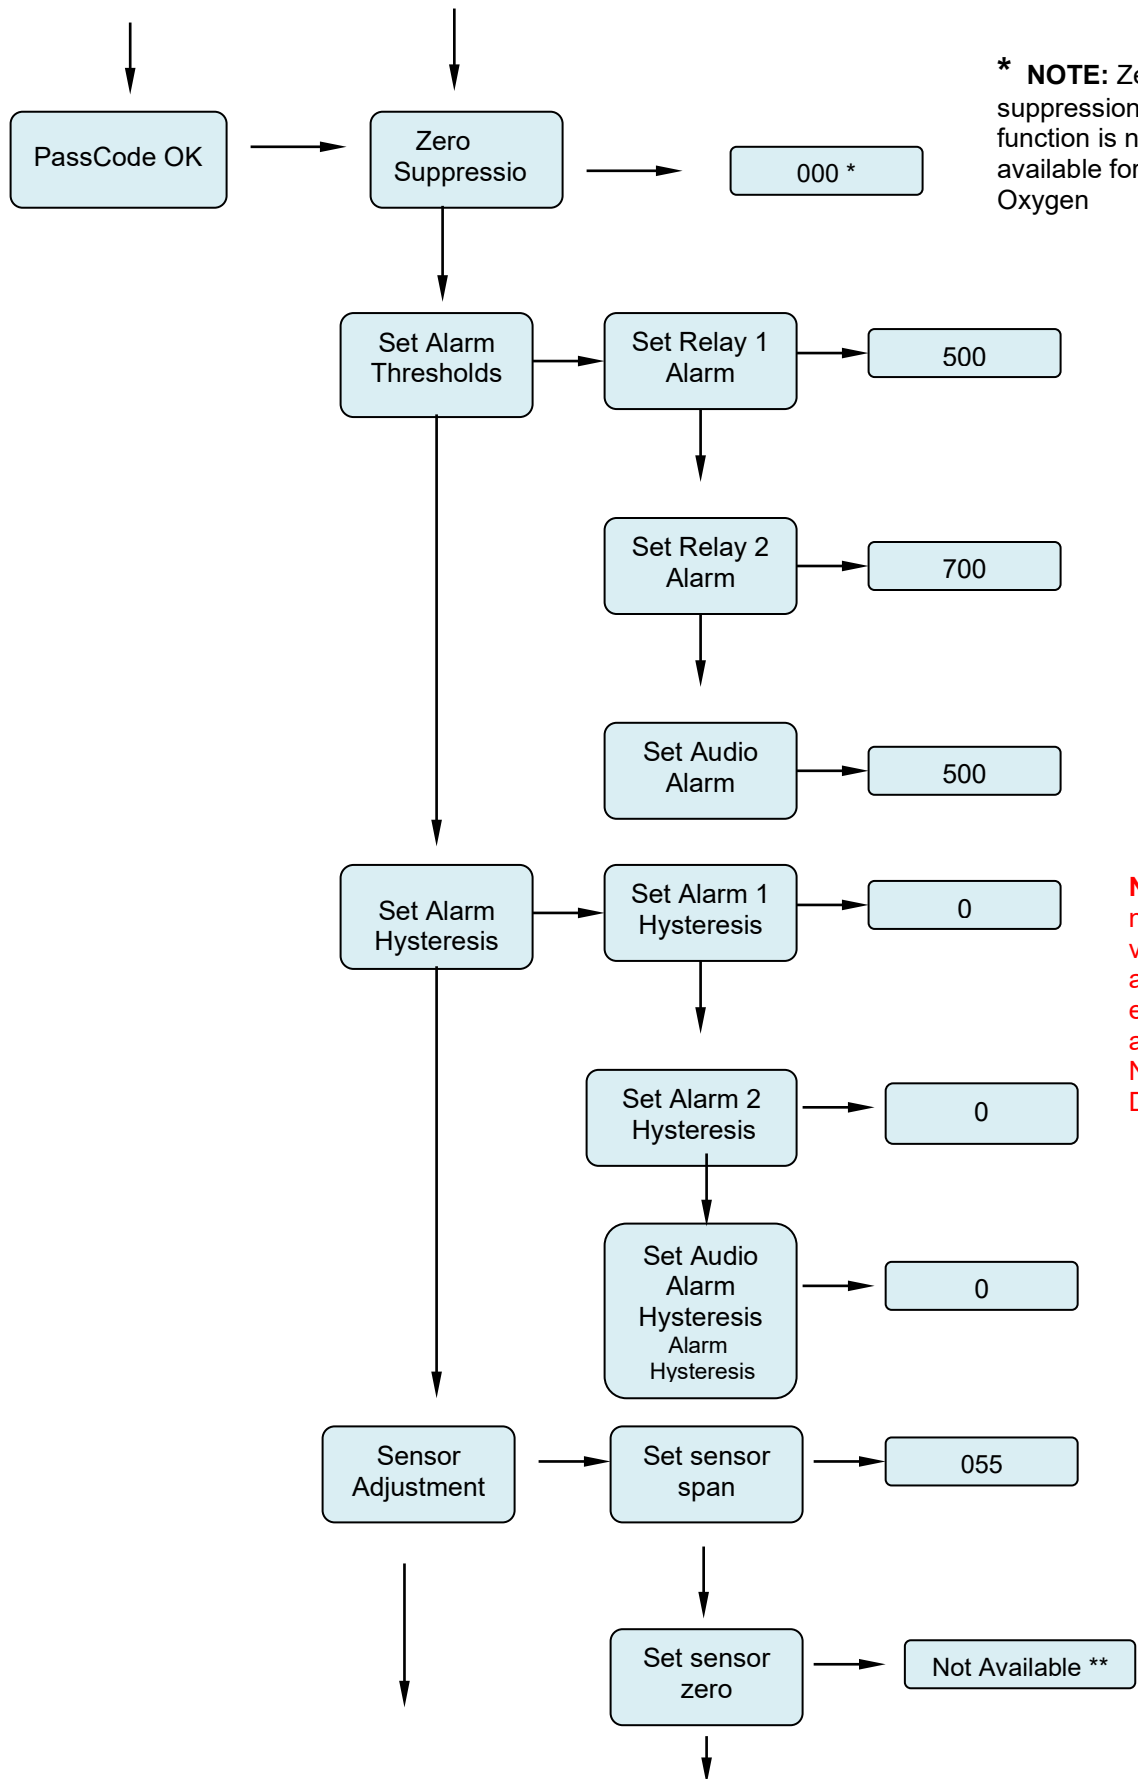 * NOTE: Ze
suppression
function is n
available for
Oxygen
PassCode OK
Zero
Suppressio
000 *
Set Alarm
Thresholds
Set Relay 1
Alarm
500
Set Relay 2
Alarm
700
Set Audio
Alarm
500
Set Alarm
Hysteresis
Set Alarm 1
Hysteresis
0
N
n
v
a
e
a
N
D
Set Alarm 2
Hysteresis
0
Set Audio
Alarm
Hysteresis
Alarm
Hysteresis
0
Sensor
Adjustment
Set sensor
span
055
Set sensor
zero
Not Available **